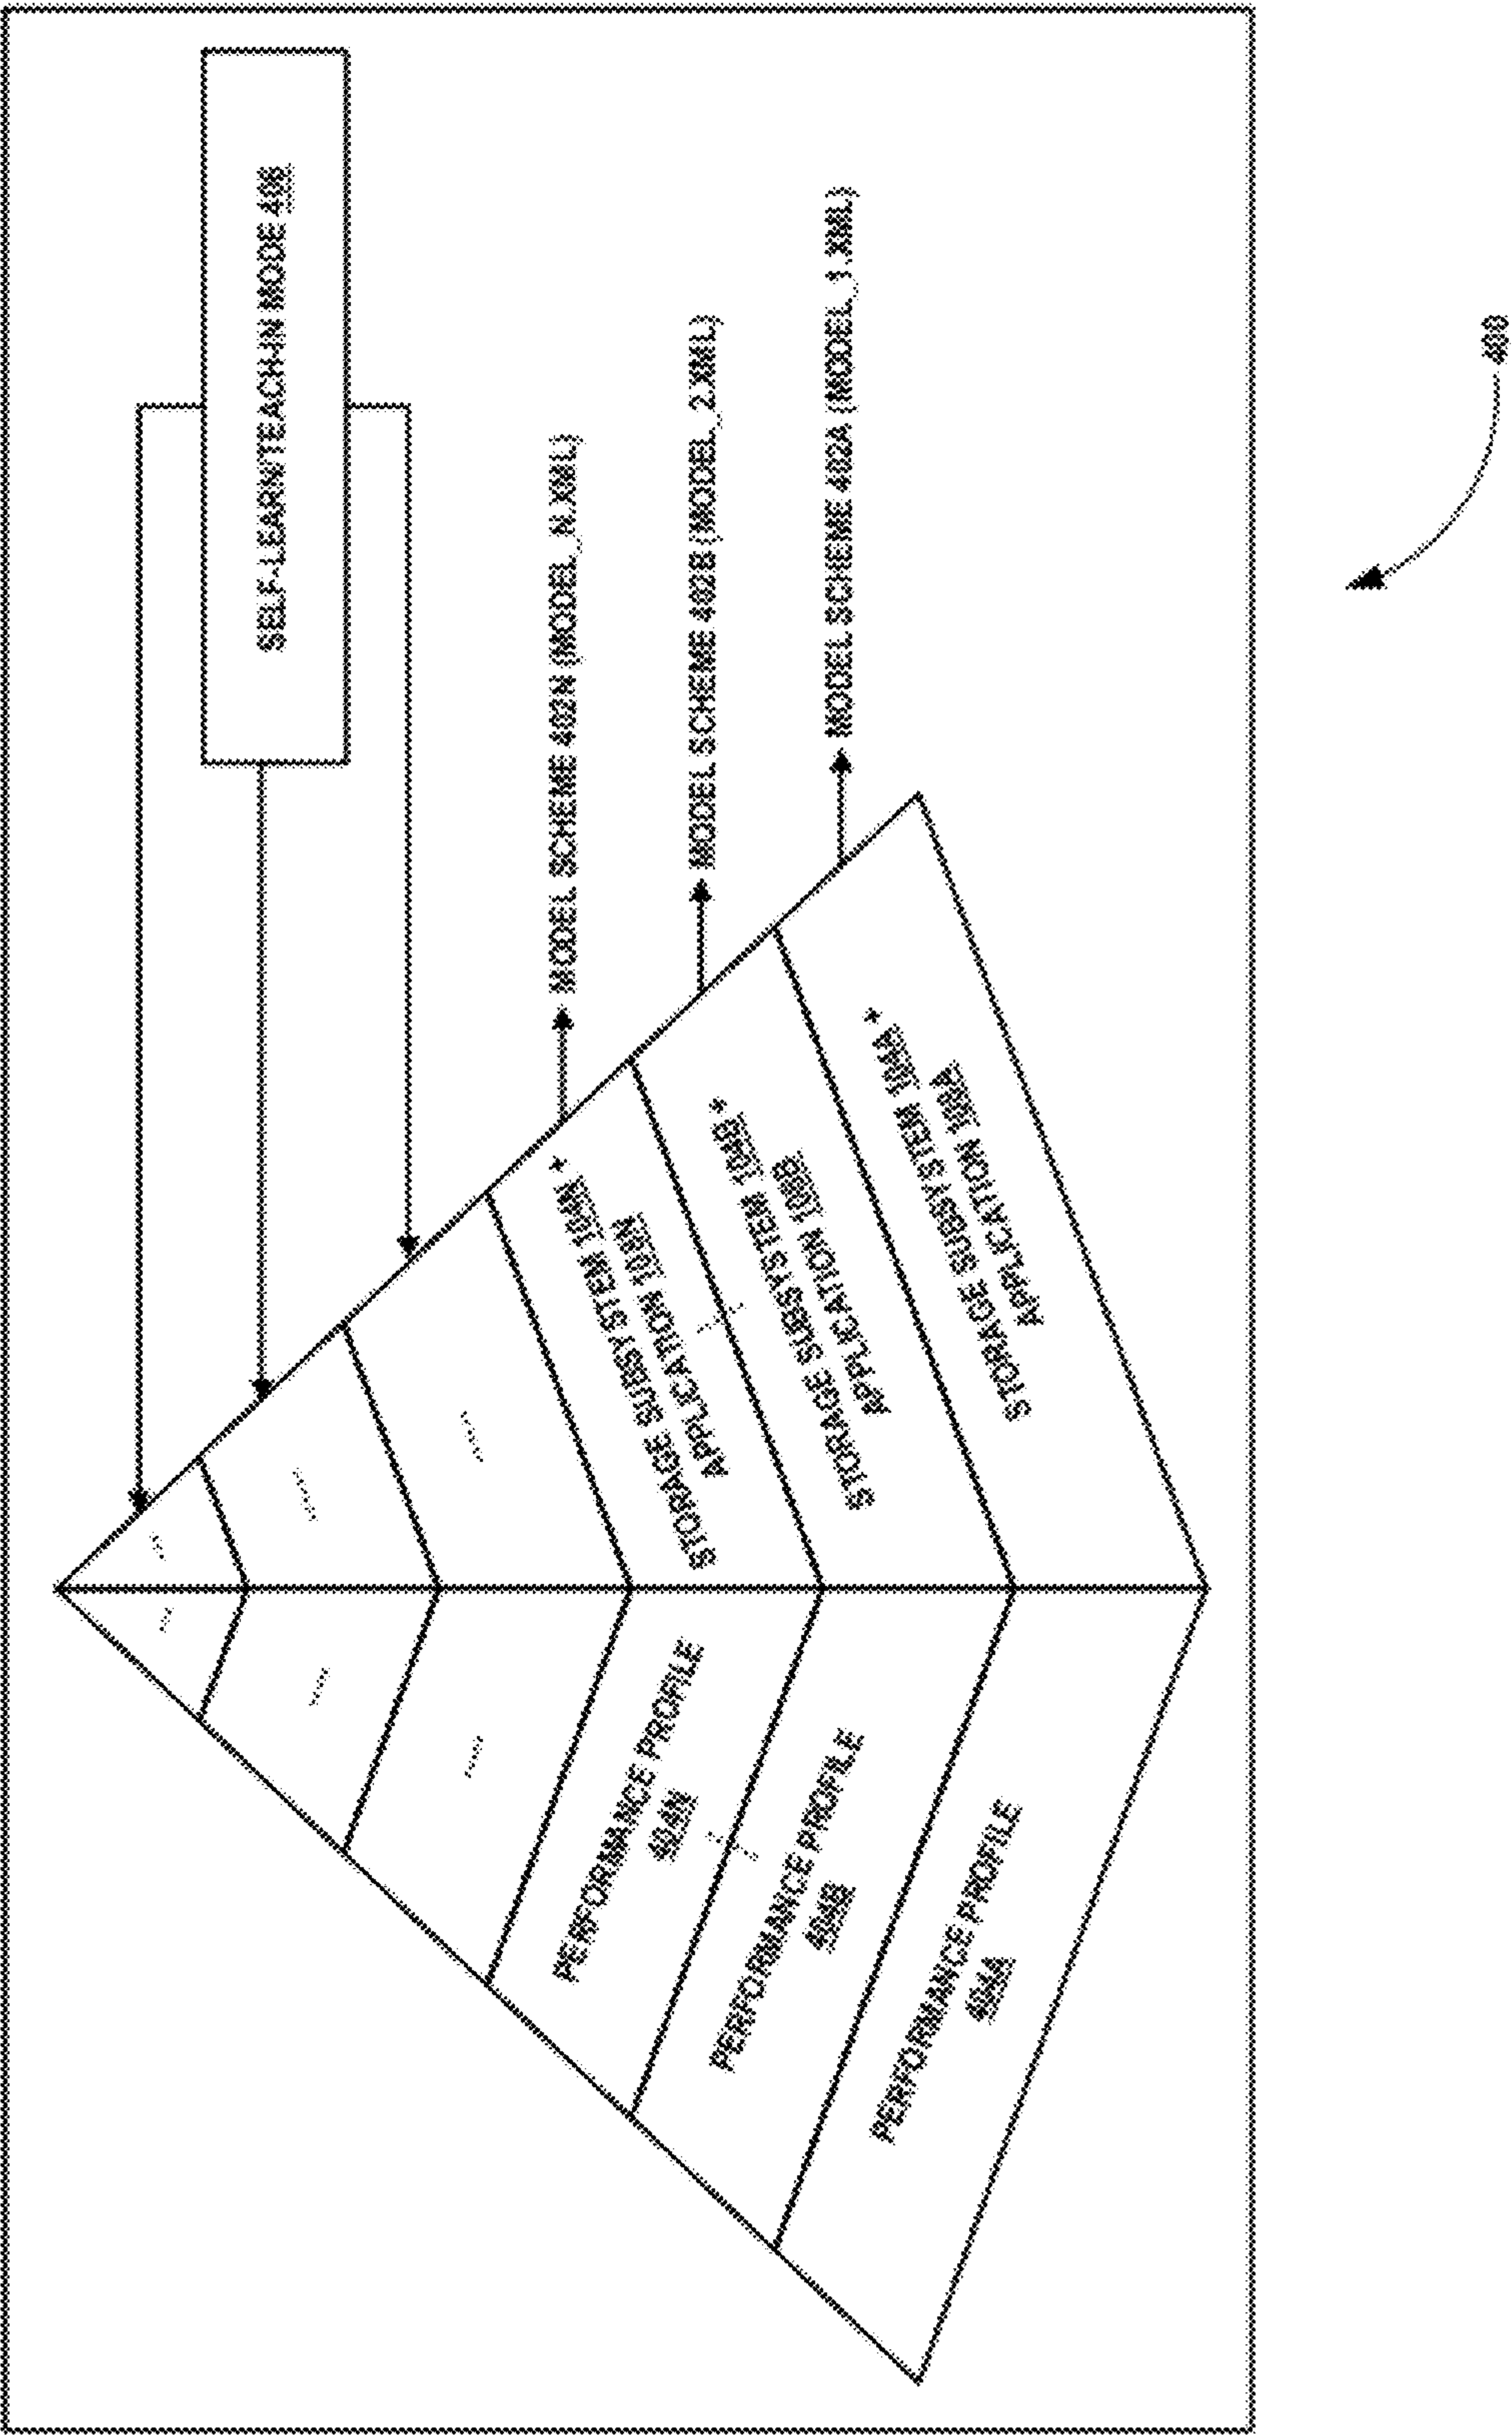 SELF-LEARN/TEACH-IN MODE 406
MODEL SCHEME 402N (MODEL_N.XML)
MODEL SCHEME 402B (MODEL_2.XML)
MODEL SCHEME 402A (MODEL_1.XML)
PERFORMANCE PROFILE
404N
STORAGE SUBSYSTEM 104N *
APPLICATION 108N
PERFORMANCE PROFILE
404B
STORAGE SUBSYSTEM 104B *
APPLICATION 108B
PERFORMANCE PROFILE
404A
STORAGE SUBSYSTEM 104A *
APPLICATION 108A
400